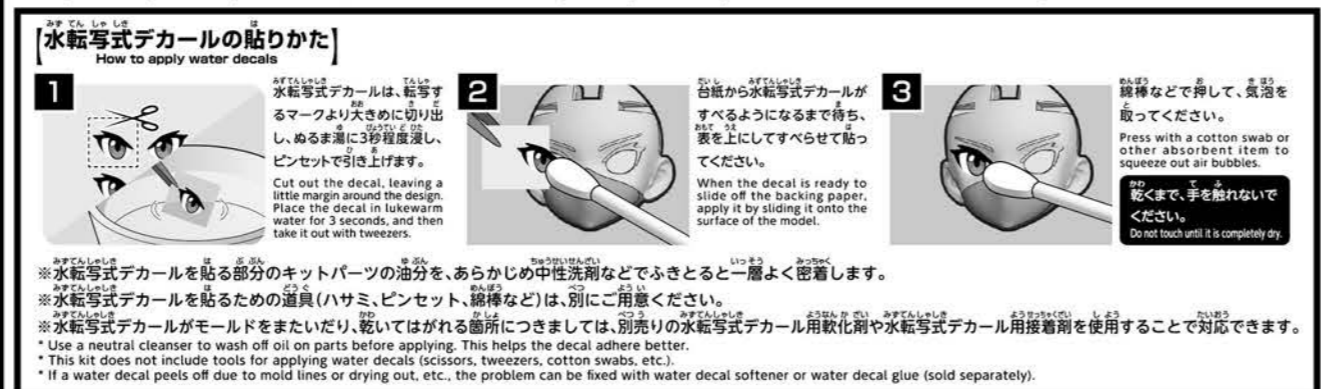 【水転写式デカールの貼りかた】
How to apply water decals
1
水転写式デカールは、転写す
るマークより大きめに切り出
し、ぬるま湯に3秒程度浸し、
ピンセットで引き上げます。
Cut out the decal, leaving a
little margin around the design.
Place the decal in lukewarm
water for 3 seconds, and then
take it out with tweezers.
2
台紙から水転写式デカールが
すべるようになるまで待ち、
表を上にしてすべらせて貼っ
てください。
When the decal is ready to
slide off the backing paper,
apply it by sliding it onto the
surface of the model.
3
綿棒などで押して、気泡を
取ってください。
Press with a cotton swab or
other absorbent item to
squeeze out air bubbles.
乾くまで、手を触れないで
ください。
Do not touch until it is completely dry.
※水転写式デカールを貼る部分のキットパーツの油分を、あらかじめ中性洗剤などでふきとると一層よく密着します。
※水転写式デカールを貼るための道具(ハサミ、ピンセット、綿棒など)は、別にご用意ください。
※水転写式デカールがモールドをまたいだり、乾いてはがれる箇所につきましては、別売りの水転写式デカール用軟化剤や水転写式デカール用接着剤を使用することで対応できます。
* Use a neutral cleanser to wash off oil on parts before applying. This helps the decal adhere better.
* This kit does not include tools for applying water decals (scissors, tweezers, cotton swabs, etc.).
* If a water decal peels off due to mold lines or drying out, etc., the problem can be fixed with water decal softener or water decal glue (sold separately).